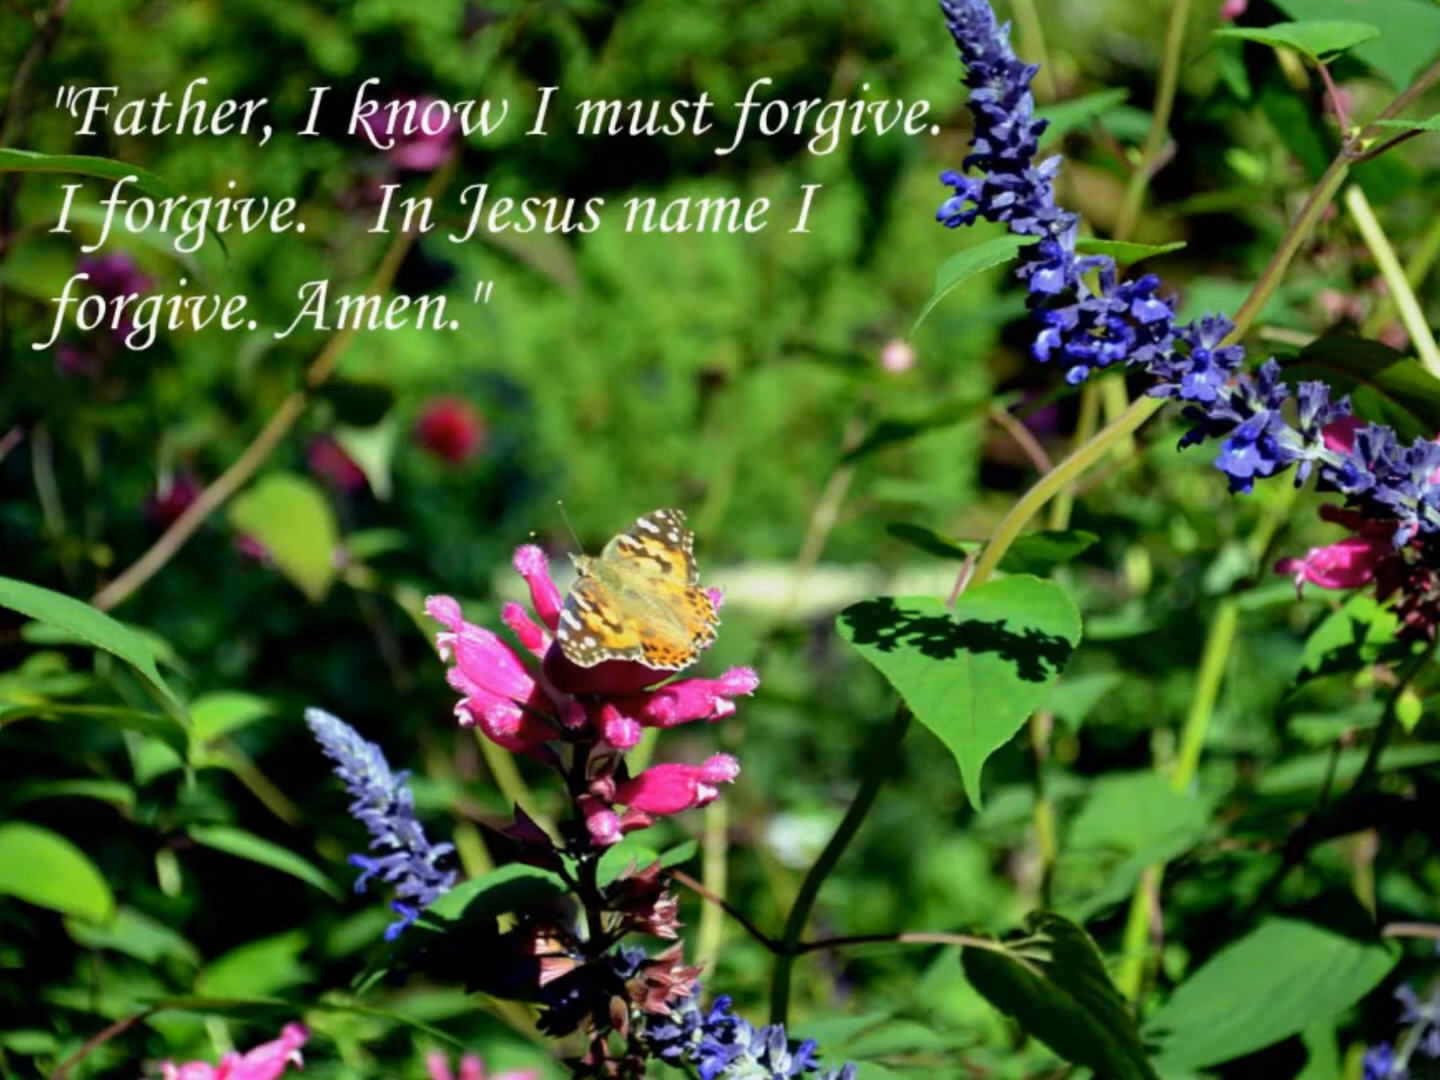 "Father, I know I must forgive.
I forgive. In Jesus name I
forgive. Amen."